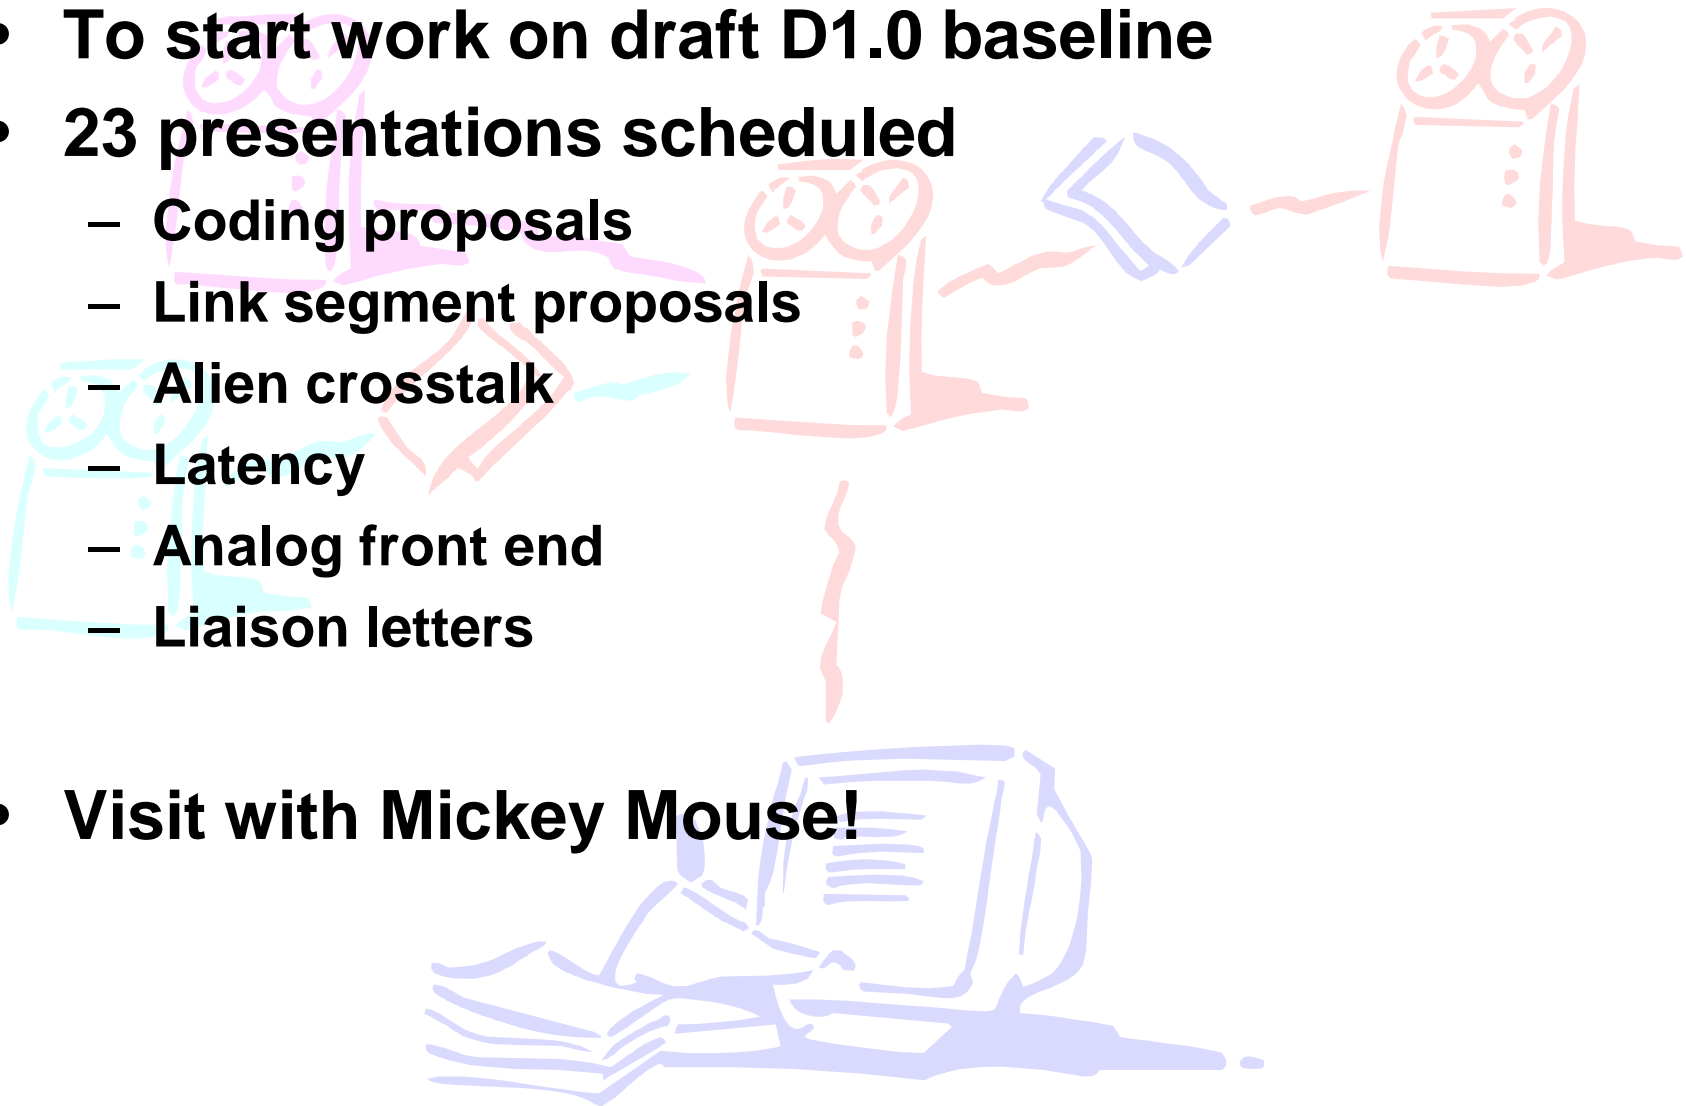 • To start work on draft D1.0 baseline
• 23 presentations scheduled
– Coding proposals
– Link segment proposals
– Alien crosstalk
– Latency
– Analog front end
– Liaison letters
• Visit with Mickey Mouse!